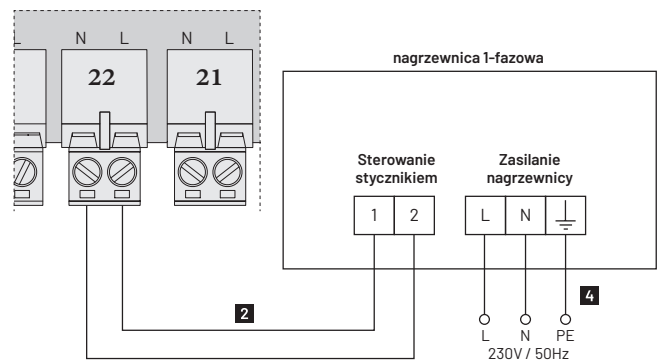 L N L N L
22 21
nagrzewnica 1-fazowa
Sterowanie
stycznikiem
Zasilanie
nagrzewnicy
1 2 L N
2
4
L N PE
230V / 50Hz